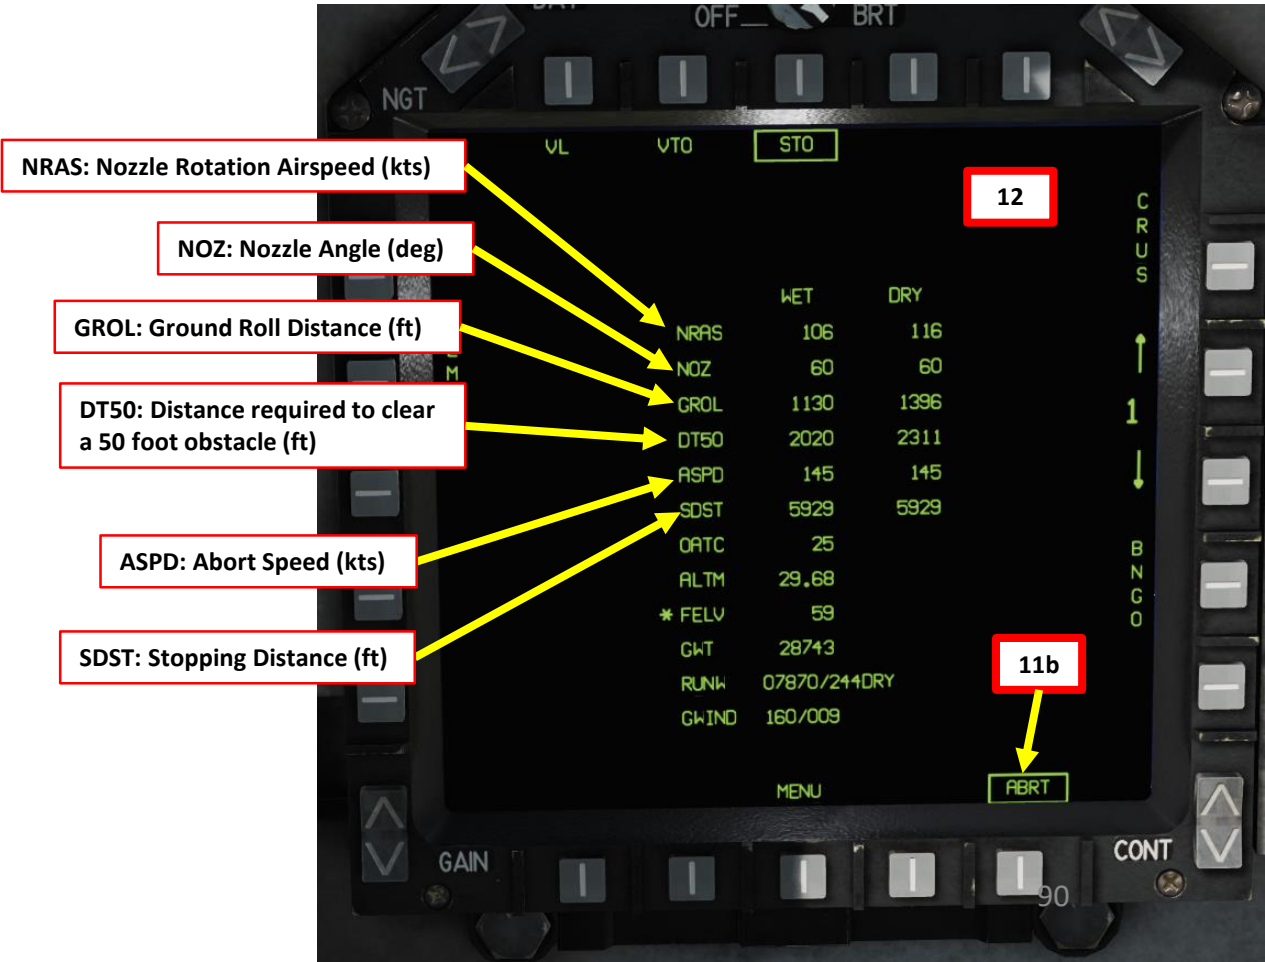 DAY
OFF
BRT
NGT
VL VTO STO
NRAS: Nozzle Rotation Airspeed (kts)
12
CRUS
NOZ: Nozzle Angle (deg)
WET DRY
GROL: Ground Roll Distance (ft)
NRAS 106 116
M
NOZ 60 60
DT50: Distance required to clear
a 50 foot obstacle (ft)
GROL 1130 1396
1
DT50 2020 2311
ASPD 145 145
SDST 5929 5929
ASPD: Abort Speed (kts)
OATC 25
BNGO
ALTM 29.68
* FELV 59
SDST: Stopping Distance (ft)
GWT 28743
11b
RUNW 07870/244DRY
GWIND 160/009
MENU ABRT
GAIN
CONT
90